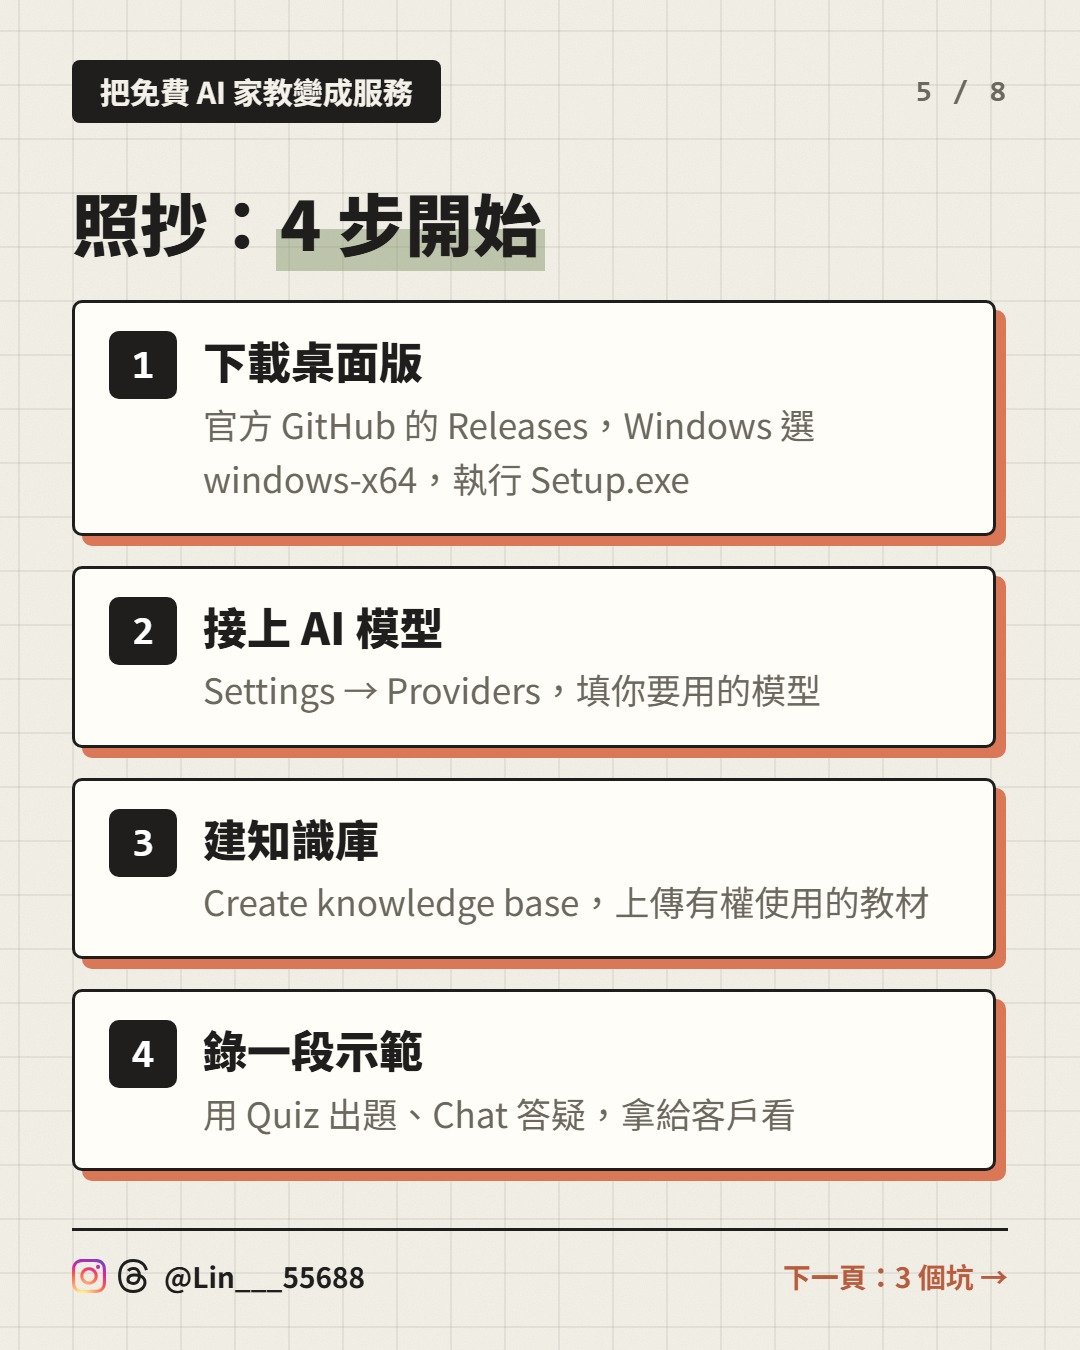 把免費 AI 家教變成服務
5 / 8
照抄：4 步開始
1
下載桌面版
官方 GitHub 的 Releases，Windows 選
windows-x64，執行 Setup.exe
2
接上 AI 模型
Settings → Providers，填你要用的模型
3
建知識庫
Create knowledge base，上傳有權使用的教材
4
錄一段示範
用 Quiz 出題、Chat 答疑，拿給客戶看
@Lin___55688
下一頁：3 個坑 →